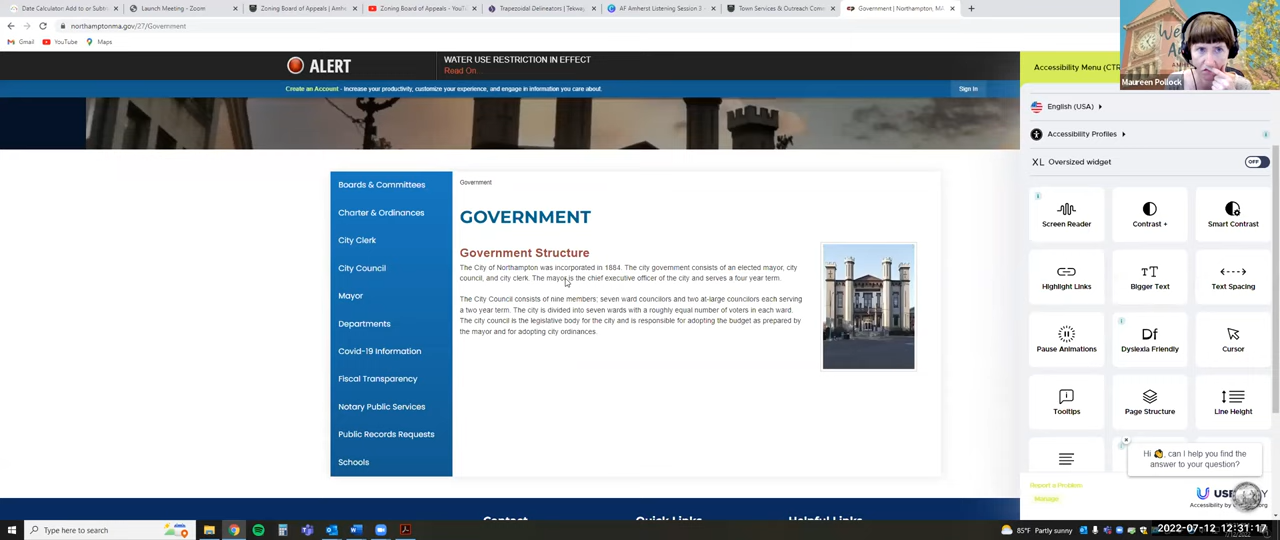 Date Calculator: Add to or Subtr
Launch Meeting - Zoom
Zoning Board of Appeals | Amhe
Zoning Board of Appeals - YouT
Trapezoidal Delineators | Tekway
AF Amherst Listening Session 3
Town Services & Outreach Comm
Government | Northampton, MA
northamptonma.gov/27/Government
Gmail
YouTube
Maps
ALERT
WATER USE RESTRICTION IN EFFECT
Read On...
Create an Account - Increase your productivity, customize your experience, and engage in information you care about.
Sign In
Boards & Committees
Charter & Ordinances
City Clerk
City Council
Mayor
Departments
Covid-19 Information
Fiscal Transparency
Notary Public Services
Public Records Requests
Schools
Government
GOVERNMENT
Government Structure
The City of Northampton was incorporated in 1884. The city government consists of an elected mayor, city
council, and city clerk. The mayor is the chief executive officer of the city and serves a four year term.
The City Council consists of nine members; seven ward councilors and two at-large councilors each serving
a two year term. The city is divided into seven wards with a roughly equal number of voters in each ward.
The city council is the legislative body for the city and is responsible for adopting the budget as prepared by
the mayor and for adopting city ordinances.
Contact
Quick Links
Helpful Links
Accessibility Menu (CTR
Maureen Pollock
English (USA)
Accessibility Profiles
XL Oversized widget
OFF
Screen Reader
Contrast +
Smart Contrast
Highlight Links
Bigger Text
Text Spacing
Pause Animations
Df
Dyslexia Friendly
Cursor
Tooltips
Page Structure
Line Height
Hi 👋, can I help you find the
answer to your question?
Report a Problem
Manage
Type here to search
85°F Partly sunny
2022-07-12 12:31:17